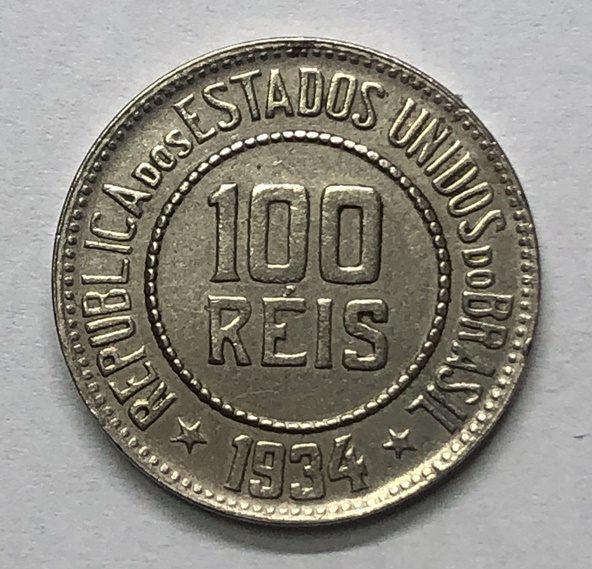 REPUBLICA DOS ESTADOS UNIDOS DO BRASIL
100
RÉIS
1934